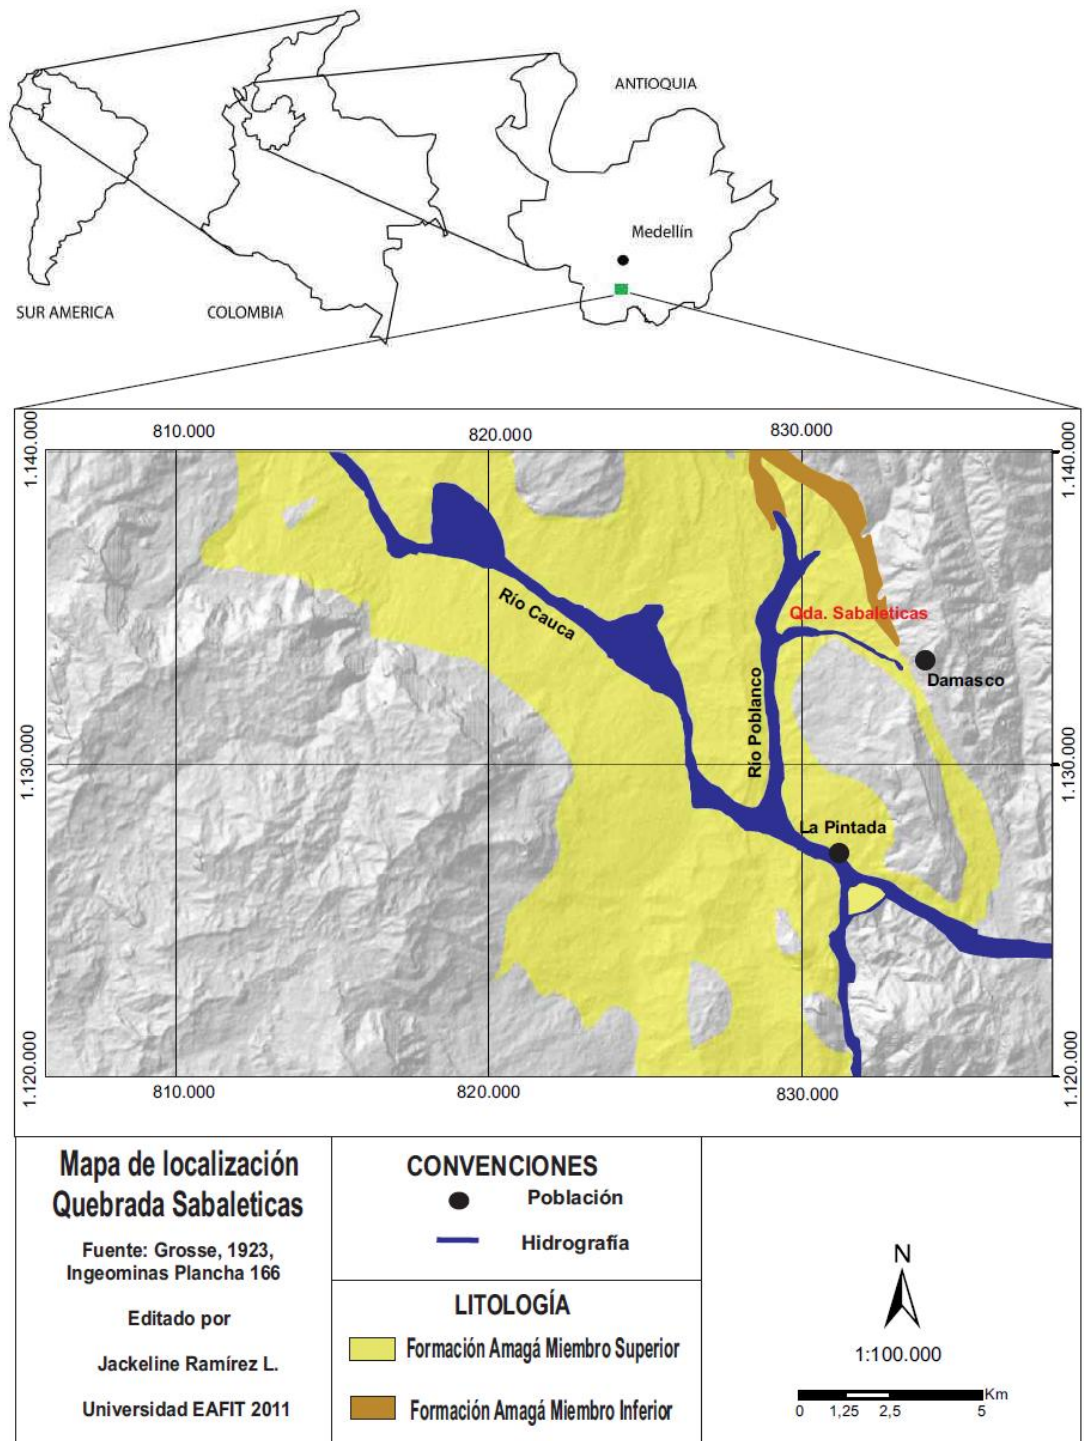 ANTIOQUIA
Medellín
SUR AMERICA
COLOMBIA
810.000
820.000
830.000
1.140.000
1.140.000
Río Cauca
Qda. Sabaleticas
Damasco
Río Poblanco
1.130.000
1.130.000
La Pintada
1.120.000
1.120.000
810.000
820.000
830.000
Mapa de localización
Quebrada Sabaleticas
Fuente: Grosse, 1923,
Ingeominas Plancha 166
Editado por
Jackeline Ramírez L.
Universidad EAFIT 2011
CONVENCIONES
Población
Hidrografía
LITOLOGÍA
Formación Amagá Miembro Superior
Formación Amagá Miembro Inferior
N
1:100.000
Km
0 1,25 2,5 5